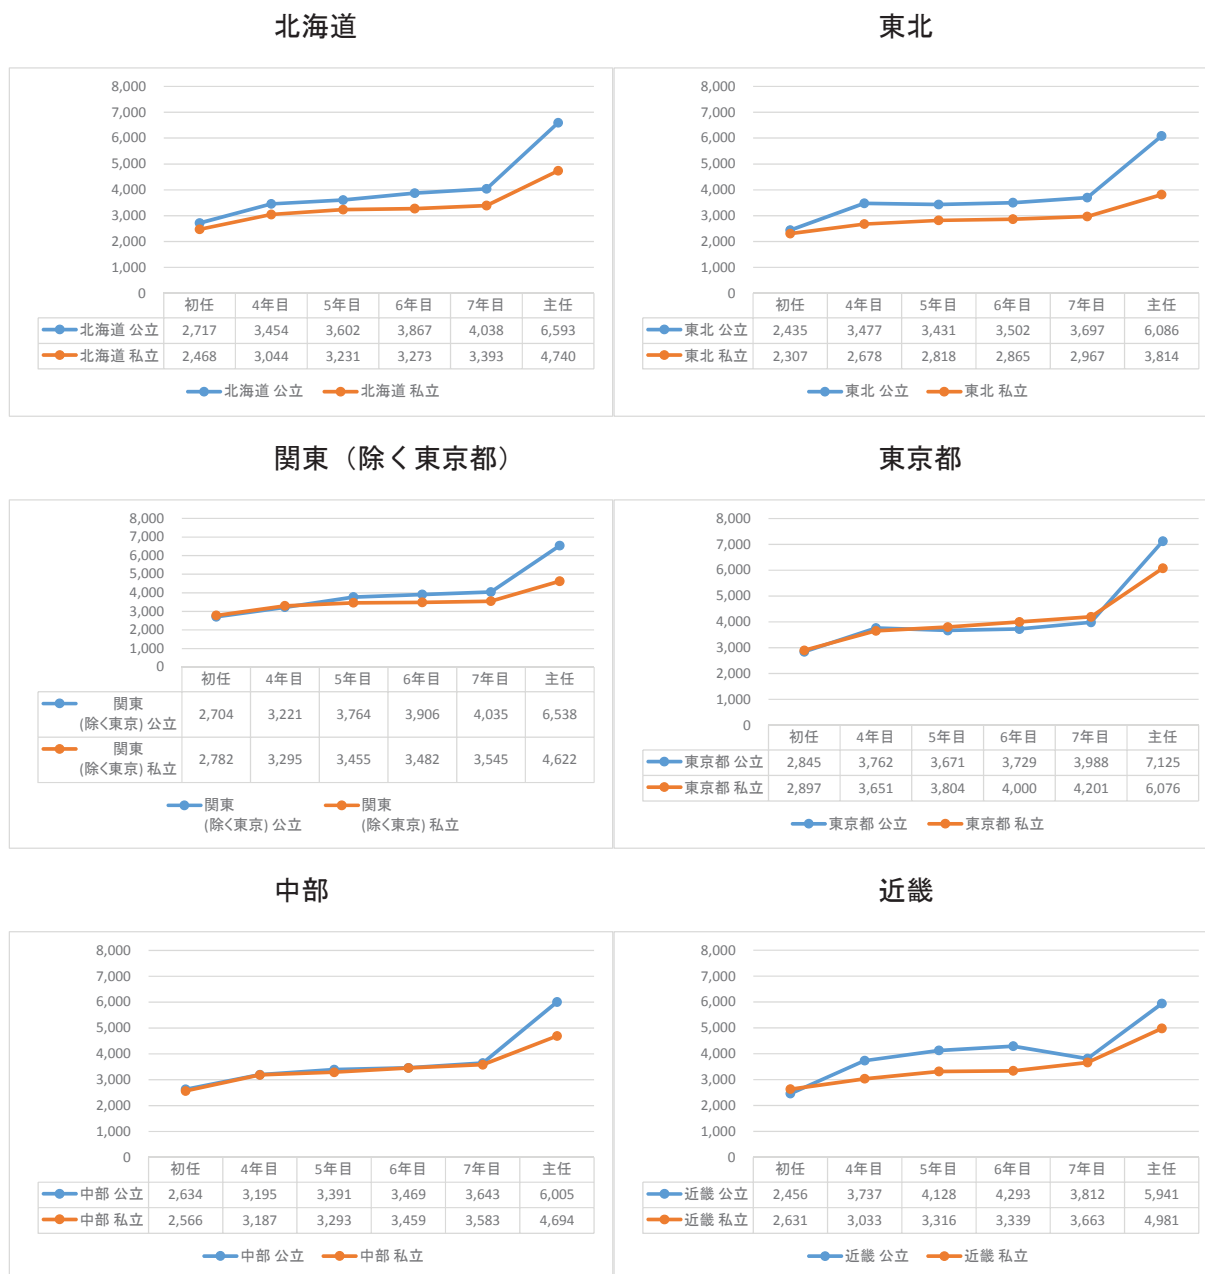 北海道
東北
8,000
7,000
6,000
5,000
4,000
3,000
2,000
1,000
0
初任 4年目 5年目 6年目 7年目 主任
北海道 公立 2,717 3,454 3,602 3,867 4,038 6,593
北海道 私立 2,468 3,044 3,231 3,273 3,393 4,740
北海道 公立 北海道 私立
8,000
7,000
6,000
5,000
4,000
3,000
2,000
1,000
0
初任 4年目 5年目 6年目 7年目 主任
東北 公立 2,435 3,477 3,431 3,502 3,697 6,086
東北 私立 2,307 2,678 2,818 2,865 2,967 3,814
東北 公立 東北 私立
関東（除く東京都）
東京都
8,000
7,000
6,000
5,000
4,000
3,000
2,000
1,000
0
初任 4年目 5年目 6年目 7年目 主任
関東
(除く東京) 公立 2,704 3,221 3,764 3,906 4,035 6,538
関東
(除く東京) 私立 2,782 3,295 3,455 3,482 3,545 4,622
関東 関東
(除く東京) 公立 (除く東京) 私立
8,000
7,000
6,000
5,000
4,000
3,000
2,000
1,000
0
初任 4年目 5年目 6年目 7年目 主任
東京都 公立 2,845 3,762 3,671 3,729 3,988 7,125
東京都 私立 2,897 3,651 3,804 4,000 4,201 6,076
東京都 公立 東京都 私立
中部
近畿
8,000
7,000
6,000
5,000
4,000
3,000
2,000
1,000
0
初任 4年目 5年目 6年目 7年目 主任
中部 公立 2,634 3,195 3,391 3,469 3,643 6,005
中部 私立 2,566 3,187 3,293 3,459 3,583 4,694
中部 公立 中部 私立
8,000
7,000
6,000
5,000
4,000
3,000
2,000
1,000
0
初任 4年目 5年目 6年目 7年目 主任
近畿 公立 2,456 3,737 4,128 4,293 3,812 5,941
近畿 私立 2,631 3,033 3,316 3,339 3,663 4,981
近畿 公立 近畿 私立